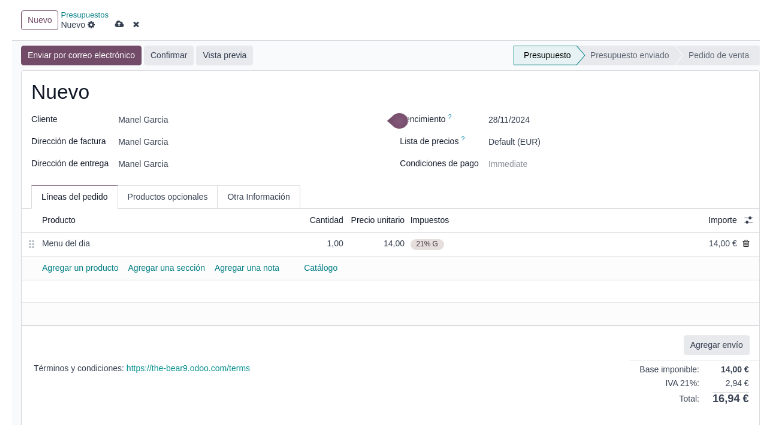 Nuevo
Presupuestos
Nuevo
Enviar por correo electrónico Confirmar Vista previa Presupuesto Presupuesto enviado Pedido de venta
Nuevo
Cliente Manel Garcia encimiento ? 28/11/2024
Dirección de factura Manel Garcia Lista de precios ? Default (EUR)
Dirección de entrega Manel Garcia Condiciones de pago Immediate
Líneas del pedido Productos opcionales Otra Información
Producto Cantidad Precio unitario Impuestos Importe
Menu del dia 1,00 14,00 21% G 14,00 €
Agregar un producto Agregar una sección Agregar una nota Catálogo
Agregar envío
Términos y condiciones: https://the-bear9.odoo.com/terms Base imponible: 14,00 €
IVA 21%: 2,94 €
Total: 16,94 €